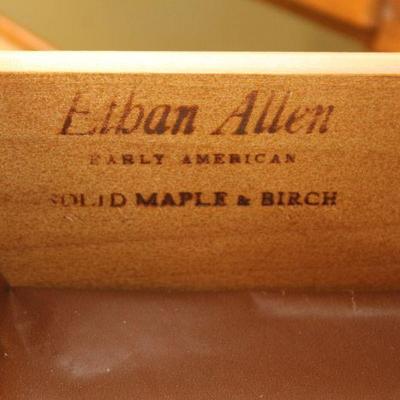 Ethan Allen
EARLY AMERICAN
SOLID MAPLE & BIRCH